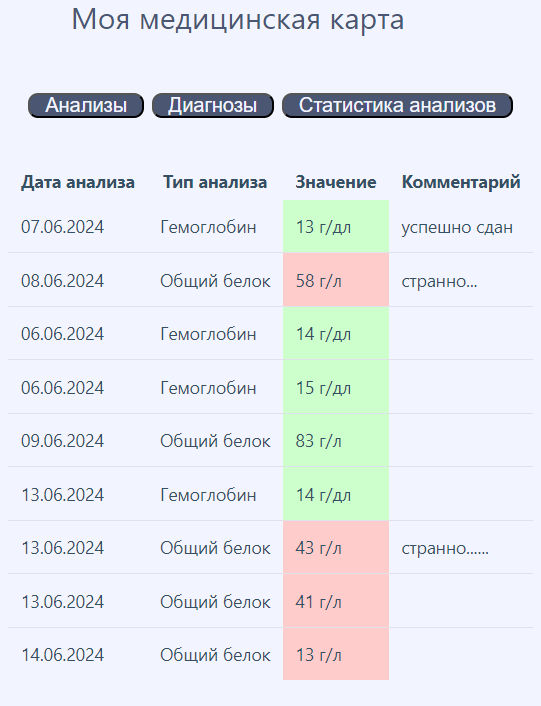 Моя медицинская карта
Анализы Диагнозы Статистика анализов
Дата анализа Тип анализа Значение Комментарий
07.06.2024 Гемоглобин 13 г/дл успешно сдан
08.06.2024 Общий белок 58 г/л странно...
06.06.2024 Гемоглобин 14 г/дл
06.06.2024 Гемоглобин 15 г/дл
09.06.2024 Общий белок 83 г/л
13.06.2024 Гемоглобин 14 г/дл
13.06.2024 Общий белок 43 г/л странно......
13.06.2024 Общий белок 41 г/л
14.06.2024 Общий белок 13 г/л